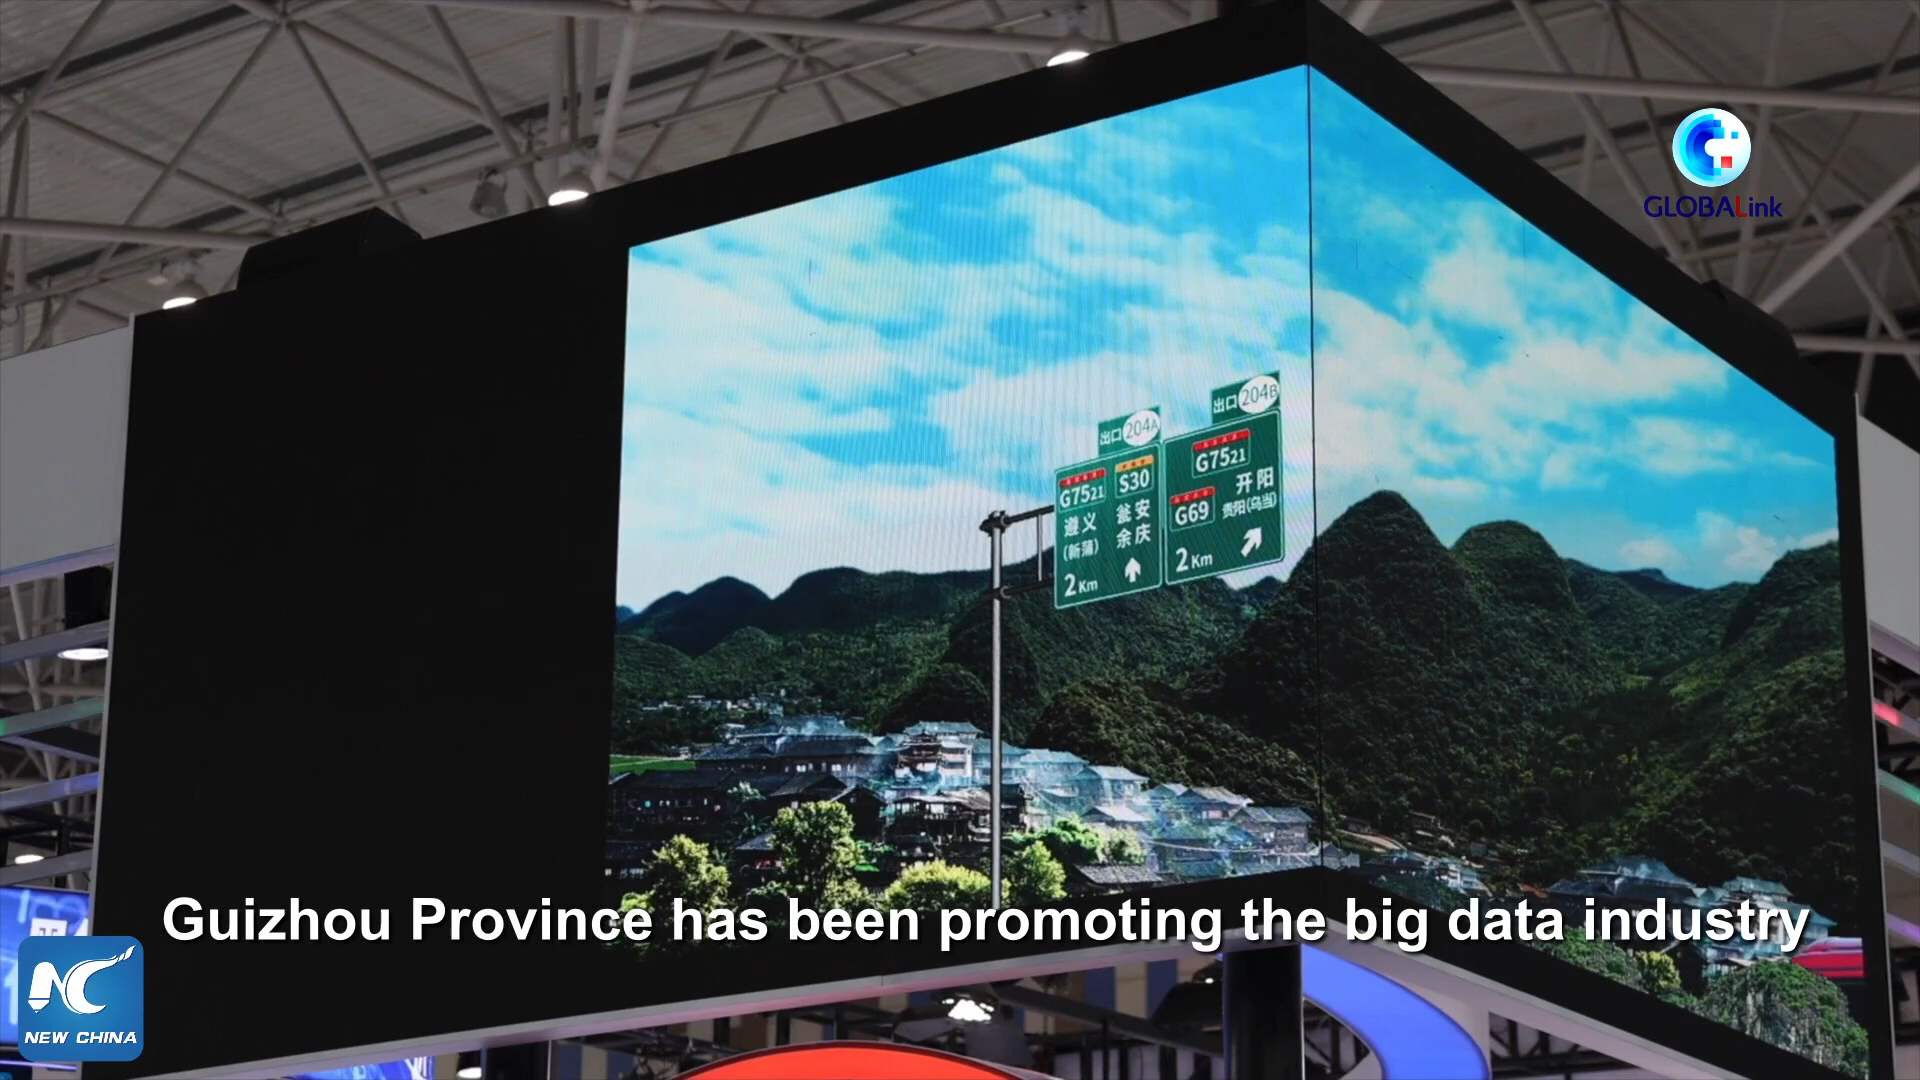 GLOBALink
出口 204A
出口 204B
G7521
S30
遵义
(新蒲)
瓮安
余庆
2Km
G7521
G69
开阳
贵阳(乌当)
2Km
Guizhou Province has been promoting the big data industry
NEW CHINA